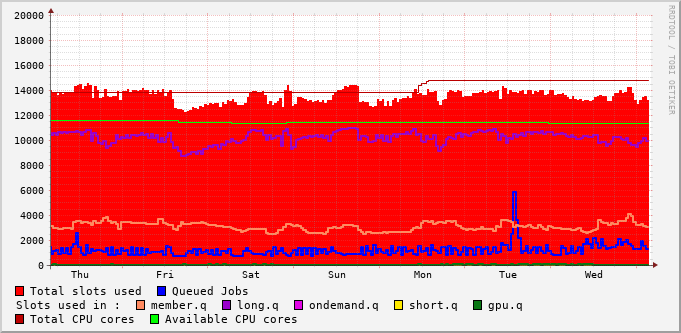 20000
18000
16000
14000
12000
10000
8000
6000
4000
2000
0
Thu Fri Sat Sun Mon Tue Wed
Total slots used Queued Jobs
Slots used in : member.q long.q ondemand.q short.q gpu.q
Total CPU cores Available CPU cores
RRDTOOL / TOBI OETIKER